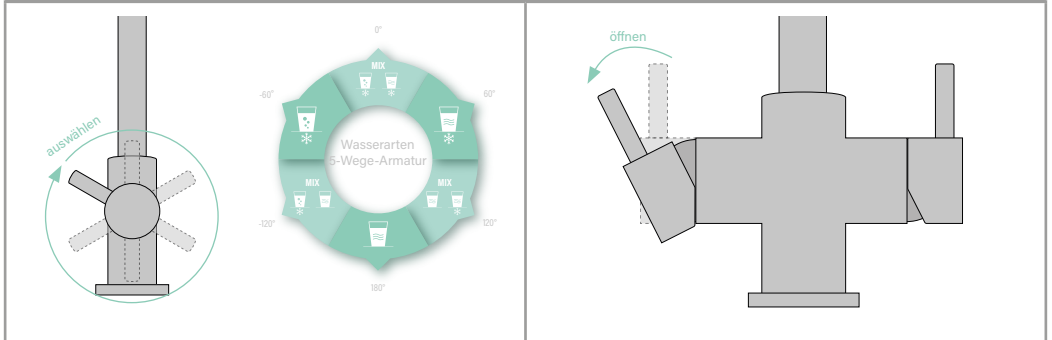 auswählen
0°
MIX
-60°
60°
Wasserarten
5-Wege-Armatur
MIX
MIX
-120°
120°
180°
öffnen